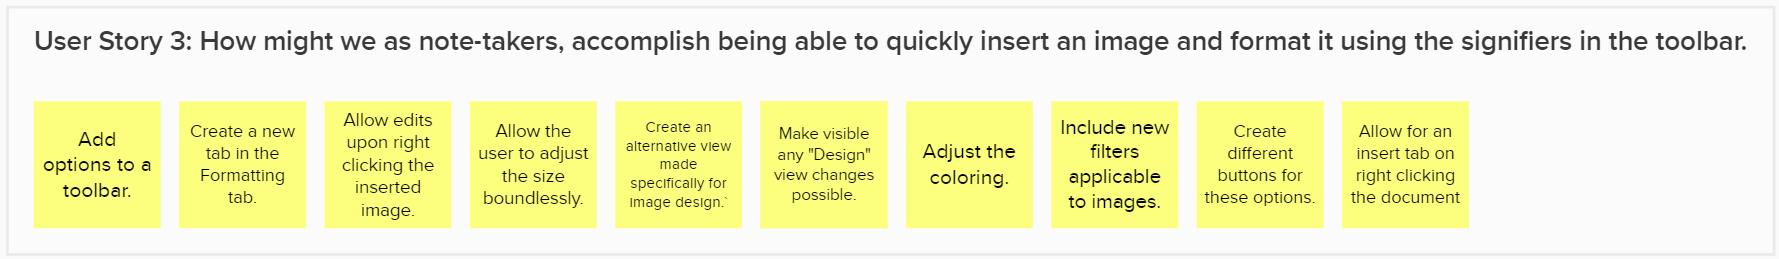 User Story 3: How might we as note-takers, accomplish being able to quickly insert an image and format it using the signifiers in the toolbar.
Add
options to a
toolbar.
Create a new
tab in the
Formatting
tab.
Allow edits
upon right
clicking the
inserted
image.
Allow the
user to adjust
the size
boundlessly.
Create an
alternative view
made
specifically for
image design.`
Make visible
any "Design"
view changes
possible.
Adjust the
coloring.
Include new
filters
applicable
to images.
Create
different
buttons for
these options.
Allow for an
insert tab on
right clicking
the document